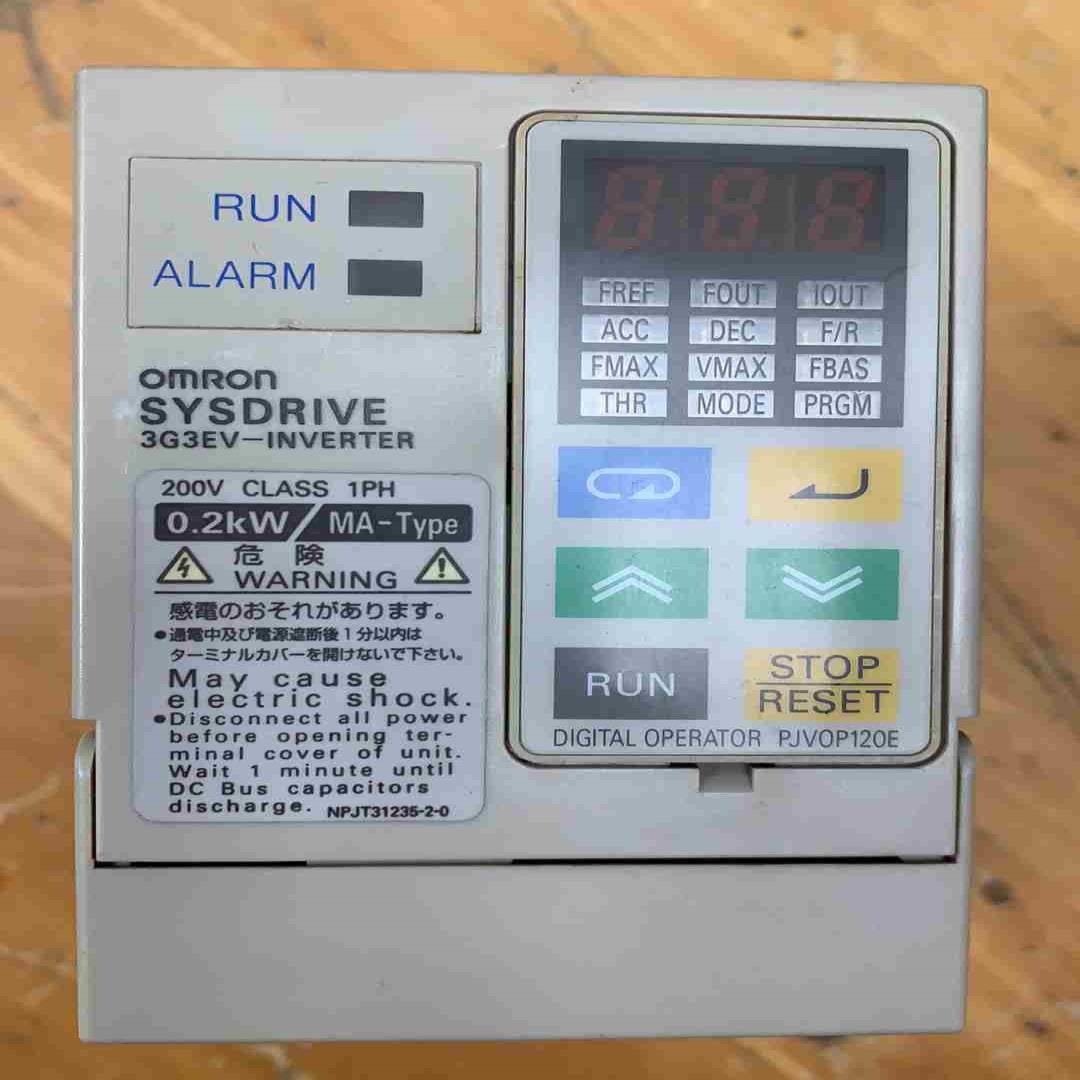 RUN
ALARM
OMRON
SYSDRIVE
3G3EV-INVERTER
200V CLASS 1PH
0.2kW/MA-Type
危険
WARNING
感電のおそれがあります。
●通電中及び電源遮断後1分以内は
ターミナルカバーを開けないで下さい。
May cause
electric shock.
●Disconnect all power
before opening ter-
minal cover of unit.
Wait 1 minute until
DC Bus capacitors
discharge. NPJT31235-2-0
8.8.8.
FREF FOUT IOUT
ACC DEC F/R
FMAX VMAX FBAS
THR MODE PRGM
RUN
STOP
RESET
DIGITAL OPERATOR PJVOP120E